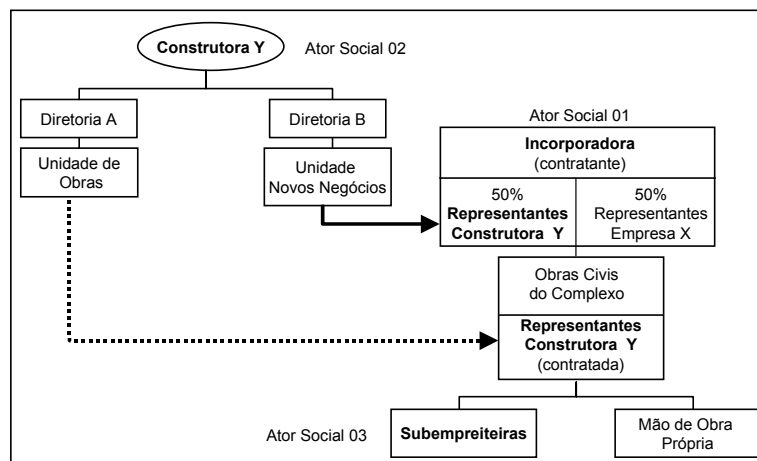 Construtora Y
Ator Social 02
Diretoria A
Diretoria B
Unidade de
Obras
Unidade
Novos Negócios
Ator Social 01
Incorporadora
(contratante)
50%
Representantes
Construtora Y
50%
Representantes
Empresa X
Obras Civis
do Complexo
Representantes
Construtora Y
(contratada)
Ator Social 03
Subempreiteiras
Mão de Obra
Própria